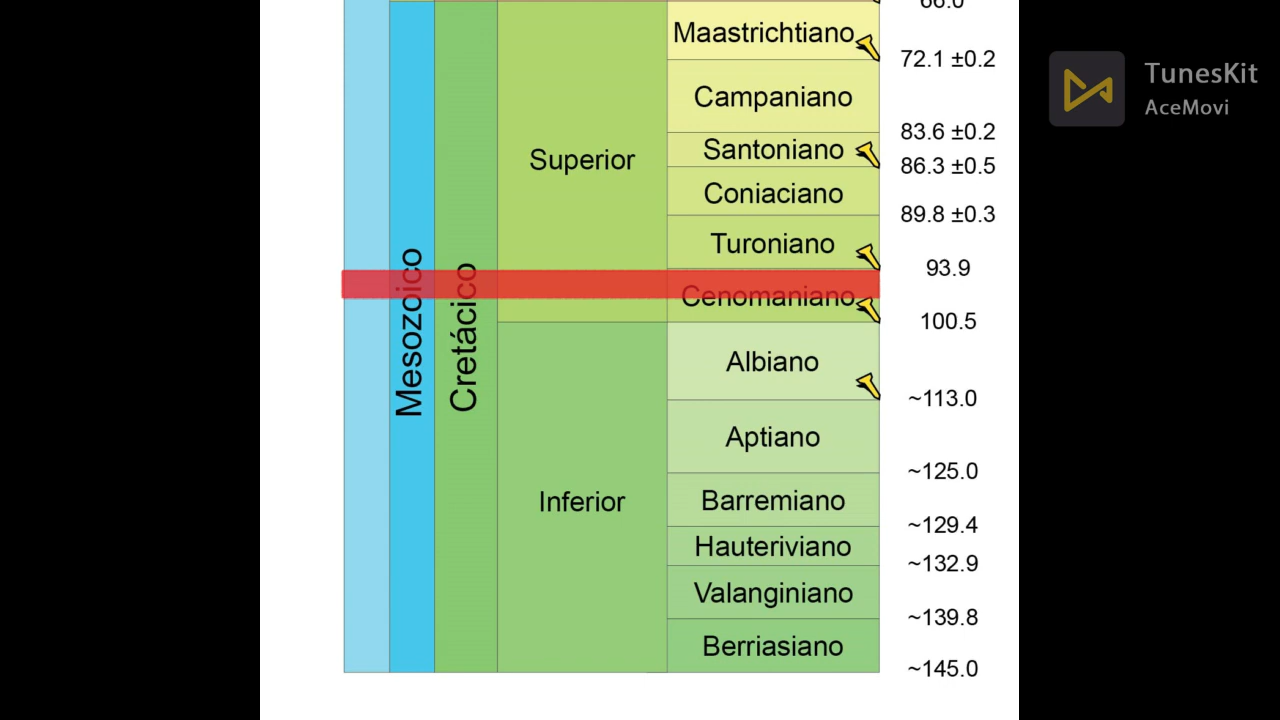 66.0
Maastrichtiano
72.1 ±0.2
Campaniano
83.6 ±0.2
Santoniano
86.3 ±0.5
Superior
Coniaciano
89.8 ±0.3
Turoniano
93.9
Cenomaniano
100.5
Mesozoico
Cretácico
Albiano
~113.0
Aptiano
~125.0
Inferior
Barremiano
~129.4
Hauteriviano
~132.9
Valanginiano
~139.8
Berriasiano
~145.0
TunesKit
AceMovi